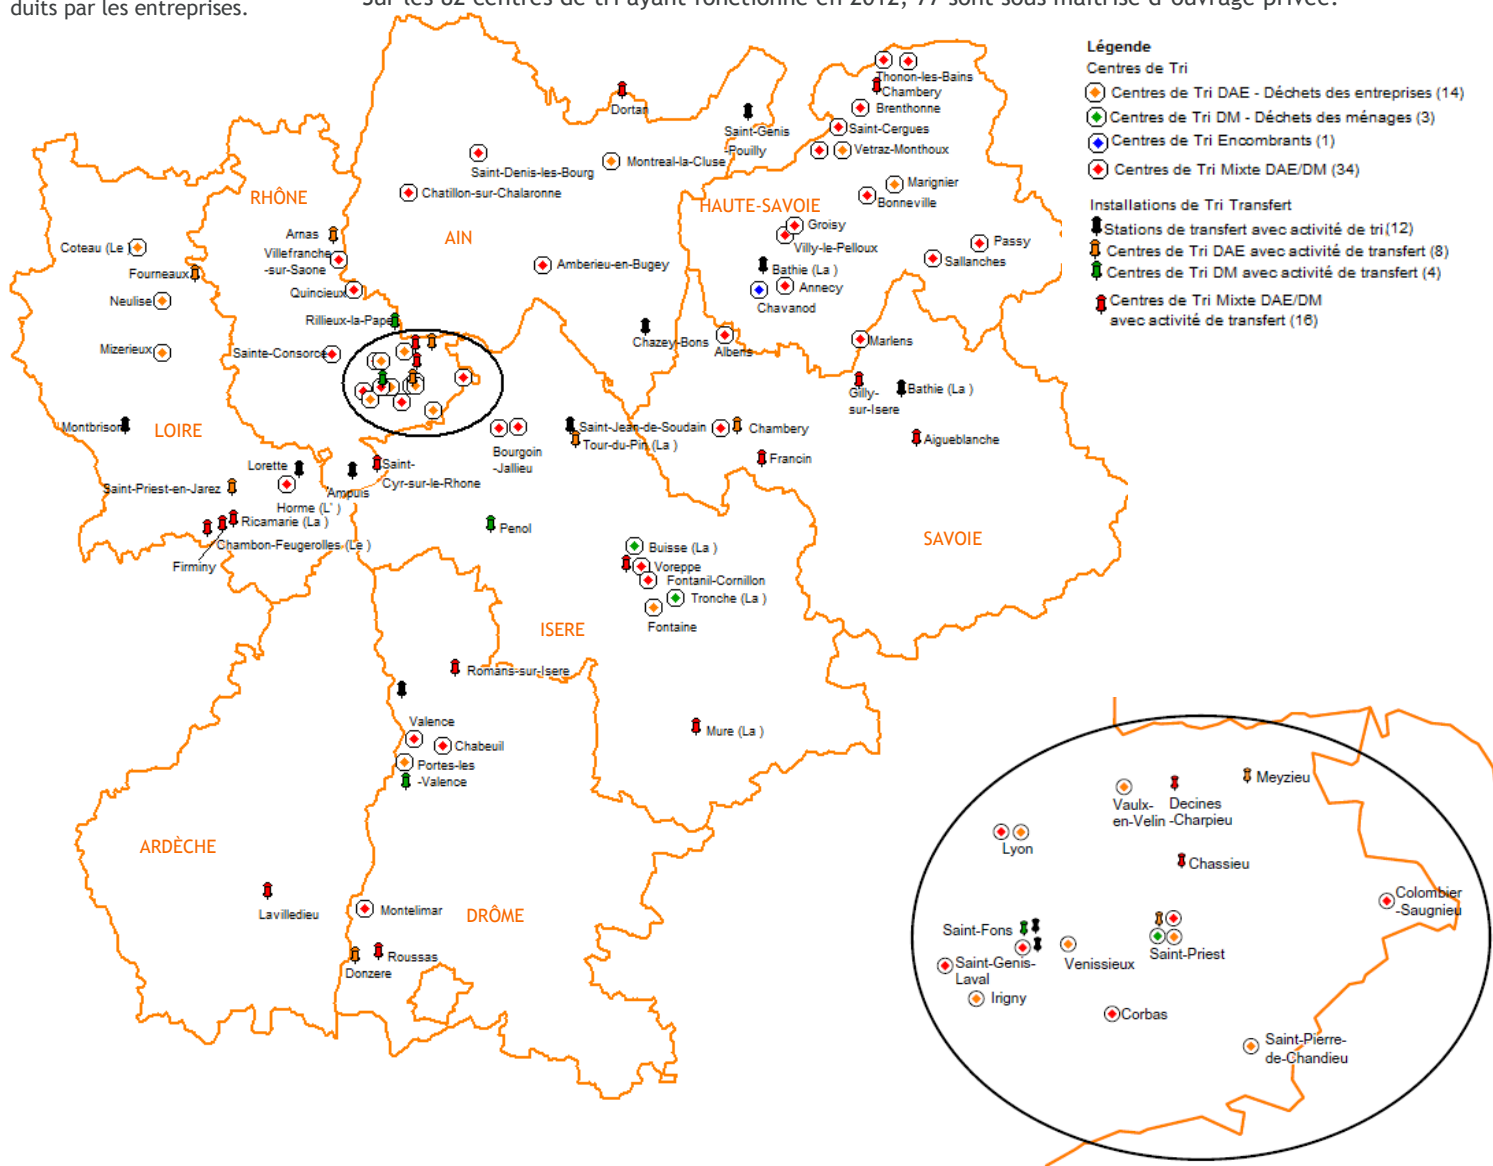 duits par les entreprises.
Sur les 82 centres de tri ayant fonctionné en 2012, 77 sont sous maîtrise d'ouvrage privée.
Légende
Centres de Tri
Centres de Tri DAE - Déchets des entreprises (14)
Centres de Tri DM - Déchets des ménages (3)
Centres de Tri Encombrants (1)
Centres de Tri Mixte DAE/DM (34)
Installations de Tri Transfert
Stations de transfert avec activité de tri(12)
Centres de Tri DAE avec activité de transfert (8)
Centres de Tri DM avec activité de transfert (4)
Centres de Tri Mixte DAE/DM
avec activité de transfert (16)
Thonon-les-Bains
Chambery
Brenthonne
Saint-Cergues
Vetraz-Monthoux
Dortan
Saint-Genis
-Pouilly
Saint-Denis-les-Bourg
Montreal-la-Cluse
Chatillon-sur-Chalaronne
Marignier
Bonneville
RHÔNE
HAUTE-SAVOIE
AIN
Groisy
Villy-le-Pelloux
Passy
Sallanches
Arnas
Villefranche
-sur-Saone
Coteau (Le )
Fourneaux
Neulise
Quincieux
Amberieu-en-Bugey
Bathie (La )
Annecy
Chavanod
Rillieux-la-Pape
Mizerieux
Sainte-Consorce
Chazey-Bons
Albens
Marlens
Gilly-
sur-Isere
Bathie (La )
Montbrison
LOIRE
Saint-Jean-de-Soudain
Tour-du-Pin (La )
Chambery
Aigueblanche
Bourgoin
-Jallieu
Francin
Lorette
Saint-
Cyr-sur-le-Rhone
Ampuis
Saint-Priest-en-Jarez
Horme (L' )
Ricamarie (La )
Chambon-Feugerolles (Le )
Firminy
Penol
SAVOIE
Buisse (La )
Voreppe
Fontanil-Cornillon
Tronche (La )
Fontaine
ISERE
Romans-sur-Isere
Valence
Chabeuil
Portes-les
-Valence
Mure (La )
ARDÈCHE
Lavilledieu
Montelimar
DRÔME
Roussas
Donzere
Meyzieu
Vaulx-
en-Velin
Decines
-Charpieu
Lyon
Chassieu
Colombier
-Saugnieu
Saint-Fons
Saint-Priest
Venissieux
Saint-Genis-
Laval
Irigny
Corbas
Saint-Pierre-
de-Chandieu